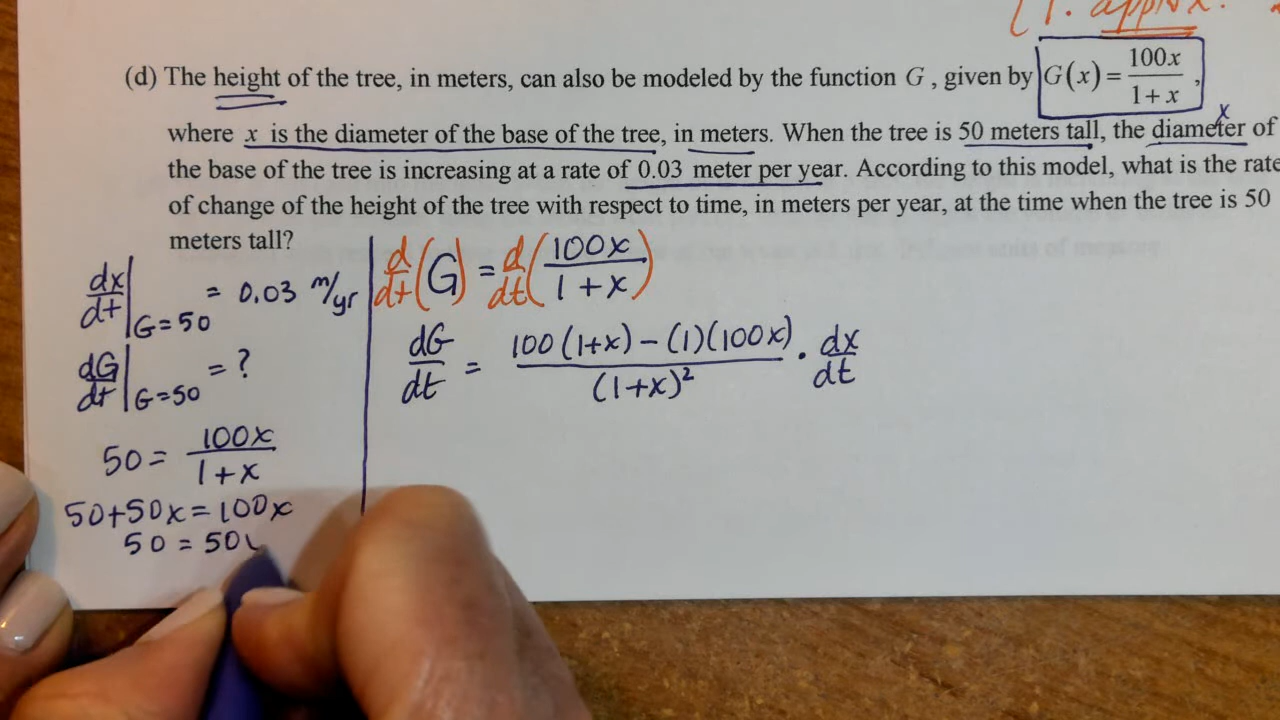 (1. approx.
(d) The height of the tree, in meters, can also be modeled by the function G, given by G(x) = 100x / 1+x ,
x
where x is the diameter of the base of the tree, in meters. When the tree is 50 meters tall, the diameter of
the base of the tree is increasing at a rate of 0.03 meter per year. According to this model, what is the rate
of change of the height of the tree with respect to time, in meters per year, at the time when the tree is 50
meters tall?
dx/dt | G=50 = 0.03 m/yr
dG/dt | G=50 = ?
50 = 100x / 1+x
50+50x = 100x
50 = 50
d/dt (G) = d/dt (100x / 1+x)
dG/dt = 100(1+x) − (1)(100x) / (1+x)² · dx/dt